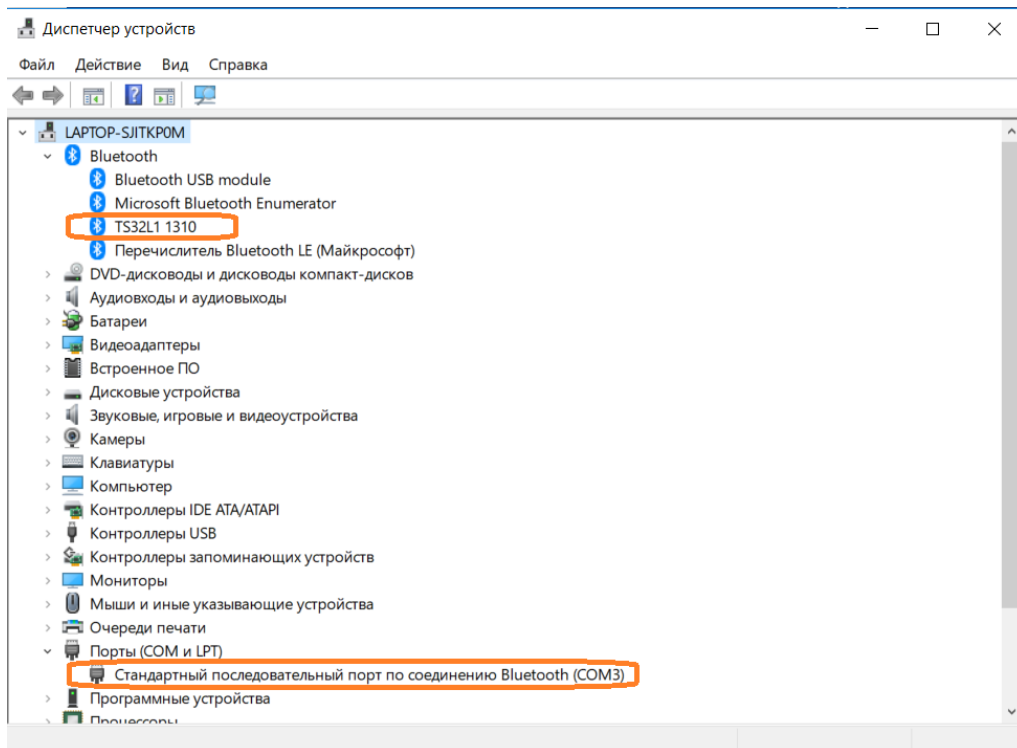 Диспетчер устройств
Файл Действие Вид Справка
LAPTOP-SJITKP0M
Bluetooth
Bluetooth USB module
Microsoft Bluetooth Enumerator
TS32L1 1310
Перечислитель Bluetooth LE (Майкрософт)
DVD-дисководы и дисководы компакт-дисков
Аудиовходы и аудиовыходы
Батареи
Видеоадаптеры
Встроенное ПО
Дисковые устройства
Звуковые, игровые и видеоустройства
Камеры
Клавиатуры
Компьютер
Контроллеры IDE ATA/ATAPI
Контроллеры USB
Контроллеры запоминающих устройств
Мониторы
Мыши и иные указывающие устройства
Очереди печати
Порты (COM и LPT)
Стандартный последовательный порт по соединению Bluetooth (COM3)
Программные устройства
Процессоры